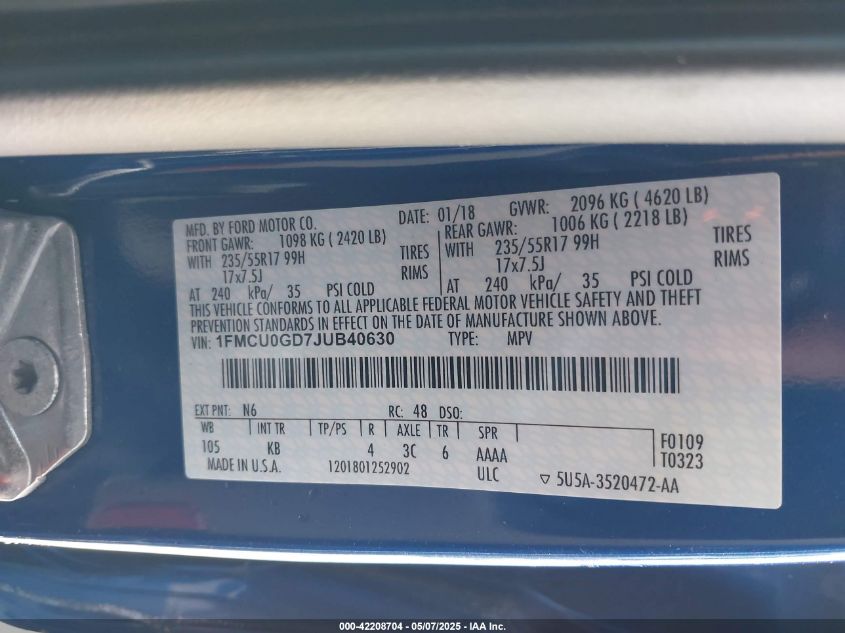 MFD. BY FORD MOTOR CO. DATE: 01/18 GVWR: 2096 KG ( 4620 LB)
FRONT GAWR: 1098 KG ( 2420 LB) REAR GAWR: 1006 KG ( 2218 LB)
WITH 235/55R17 99H TIRES WITH 235/55R17 99H TIRES
17x7.5J RIMS 17x7.5J RIMS
AT 240 kPa/ 35 PSI COLD AT 240 kPa/ 35 PSI COLD
THIS VEHICLE CONFORMS TO ALL APPLICABLE FEDERAL MOTOR VEHICLE SAFETY AND THEFT
PREVENTION STANDARDS IN EFFECT ON THE DATE OF MANUFACTURE SHOWN ABOVE.
VIN: 1FMCU0GD7JUB40630 TYPE: MPV
EXT PNT: N6 RC: 48 DSO:
WB INT TR TP/PS R AXLE TR SPR F0109
105 KB 4 3C 6 AAAA T0323
MADE IN U.S.A. 1201801252902 ULC ▽ 5U5A-3520472-AA
000-42208704 — 05/07/2025 — IAA Inc.